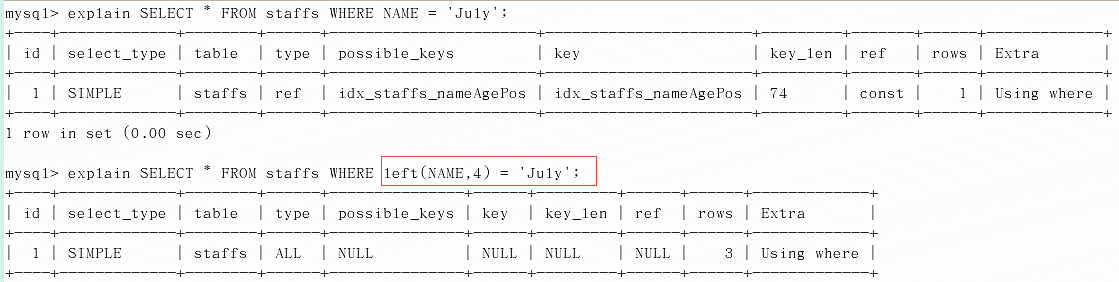 mysql> explain SELECT * FROM staffs WHERE NAME = 'July';
+----+-------------+--------+------+-----------------------+-----------------------+---------+-------+------+-------------+
| id | select_type | table | type | possible_keys | key | key_len | ref | rows | Extra |
+----+-------------+--------+------+-----------------------+-----------------------+---------+-------+------+-------------+
| 1 | SIMPLE | staffs | ref | idx_staffs_nameAgePos | idx_staffs_nameAgePos | 74 | const | 1 | Using where |
+----+-------------+--------+------+-----------------------+-----------------------+---------+-------+------+-------------+
1 row in set (0.00 sec)
mysql> explain SELECT * FROM staffs WHERE left(NAME,4) = 'July';
+----+-------------+--------+------+---------------+------+---------+------+------+-------------+
| id | select_type | table | type | possible_keys | key | key_len | ref | rows | Extra |
+----+-------------+--------+------+---------------+------+---------+------+------+-------------+
| 1 | SIMPLE | staffs | ALL | NULL | NULL | NULL | NULL | 3 | Using where |
+----+-------------+--------+------+---------------+------+---------+------+------+-------------+